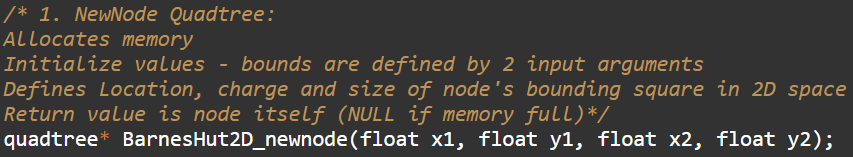 /* 1. NewNode Quadtree:
Allocates memory
Initialize values - bounds are defined by 2 input arguments
Defines Location, charge and size of node's bounding square in 2D space
Return value is node itself (NULL if memory full)*/
quadtree* BarnesHut2D_newnode(float x1, float y1, float x2, float y2);